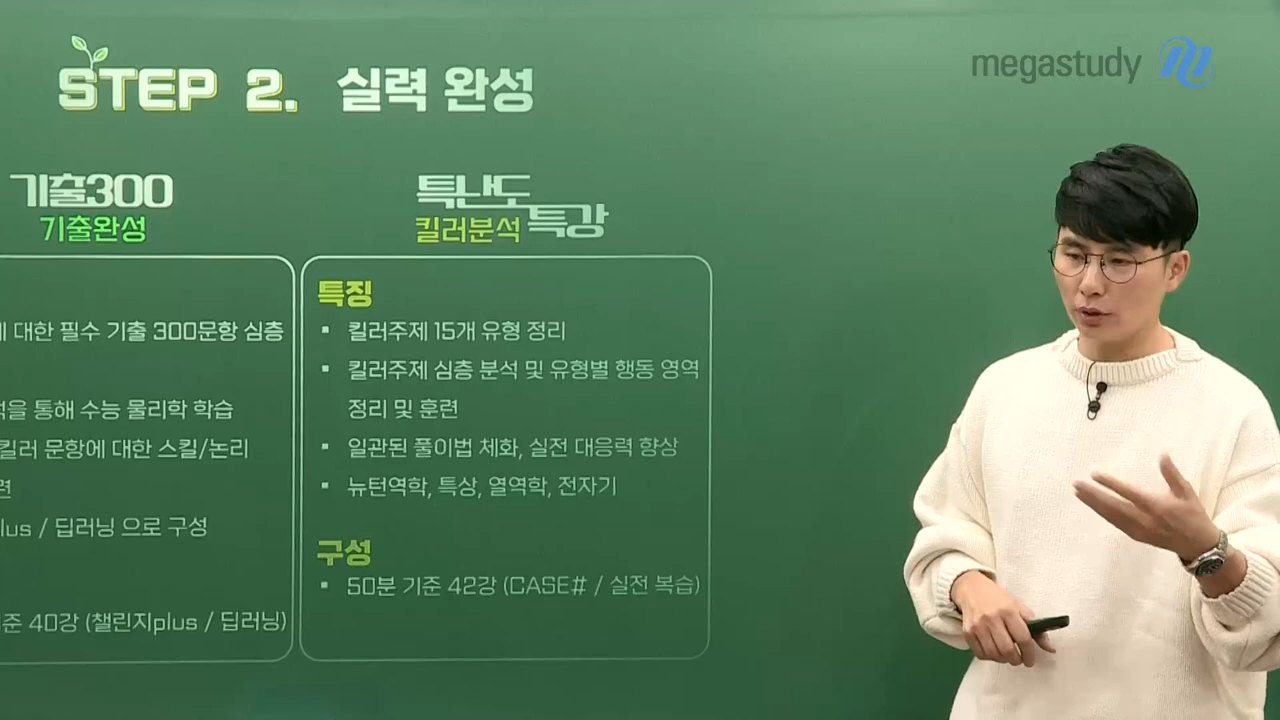 STEP 2. 실력 완성
megastudy
기출300
기출완성
에 대한 필수 기출 300문항 심층
을 통해 수능 물리학 학습
킬러 문항에 대한 스킬/논리
련
lus / 딥러닝 으로 구성
준 40강 (챌린지plus / 딥러닝)
특난도
킬러분석 특강
특징
▪ 킬러주제 15개 유형 정리
▪ 킬러주제 심층 분석 및 유형별 행동 영역
정리 및 훈련
▪ 일관된 풀이법 체화, 실전 대응력 향상
▪ 뉴턴역학, 특상, 열역학, 전자기
구성
▪ 50분 기준 42강 (CASE# / 실전 복습)